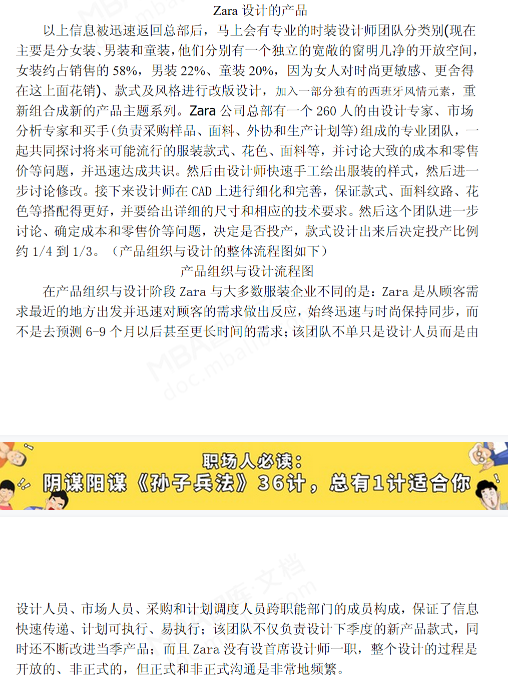 Zara 设计的产品
以上信息被迅速返回总部后，马上会有专业的时装设计师团队分类别(现在
主要是分女装、男装和童装，他们分别有一个独立的宽敞的窗明几净的开放空间，
女装约占销售的 58%，男装 22%、童装 20%，因为女人对时尚更敏感、更舍得
在这上面花销)、款式及风格进行改版设计，加入一部分独有的西班牙风情元素，重
新组合成新的产品主题系列。Zara 公司总部有一个 260 人的由设计专家、市场
分析专家和买手(负责采购样品、面料、外协和生产计划等)组成的专业团队，一
起共同探讨将来可能流行的服装款式、花色、面料等，并讨论大致的成本和零售
价等问题，并迅速达成共识。然后由设计师快速手工绘出服装的样式，然后进一
步讨论修改。接下来设计师在 CAD 上进行细化和完善，保证款式、面料纹路、花
色等搭配得更好，并要给出详细的尺寸和相应的技术要求。然后这个团队进一步
讨论、确定成本和零售价等问题，决定是否投产，款式设计出来后决定投产比例
约 1/4 到 1/3。（产品组织与设计的整体流程图如下）
产品组织与设计流程图
在产品组织与设计阶段 Zara 与大多数服装企业不同的是：Zara 是从顾客需
求最近的地方出发并迅速对顾客的需求做出反应，始终迅速与时尚保持同步，而
不是去预测 6-9 个月以后甚至更长时间的需求；该团队不单只是设计人员而是由
职场人必读：
阴谋阳谋《孙子兵法》36计，总有1计适合你
设计人员、市场人员、采购和计划调度人员跨职能部门的成员构成，保证了信息
快速传递、计划可执行、易执行；该团队不仅负责设计下季度的新产品款式，同
时还不断改进当季产品；而且 Zara 没有设首席设计师一职，整个设计的过程是
开放的、非正式的，但正式和非正式沟通是非常地频繁。